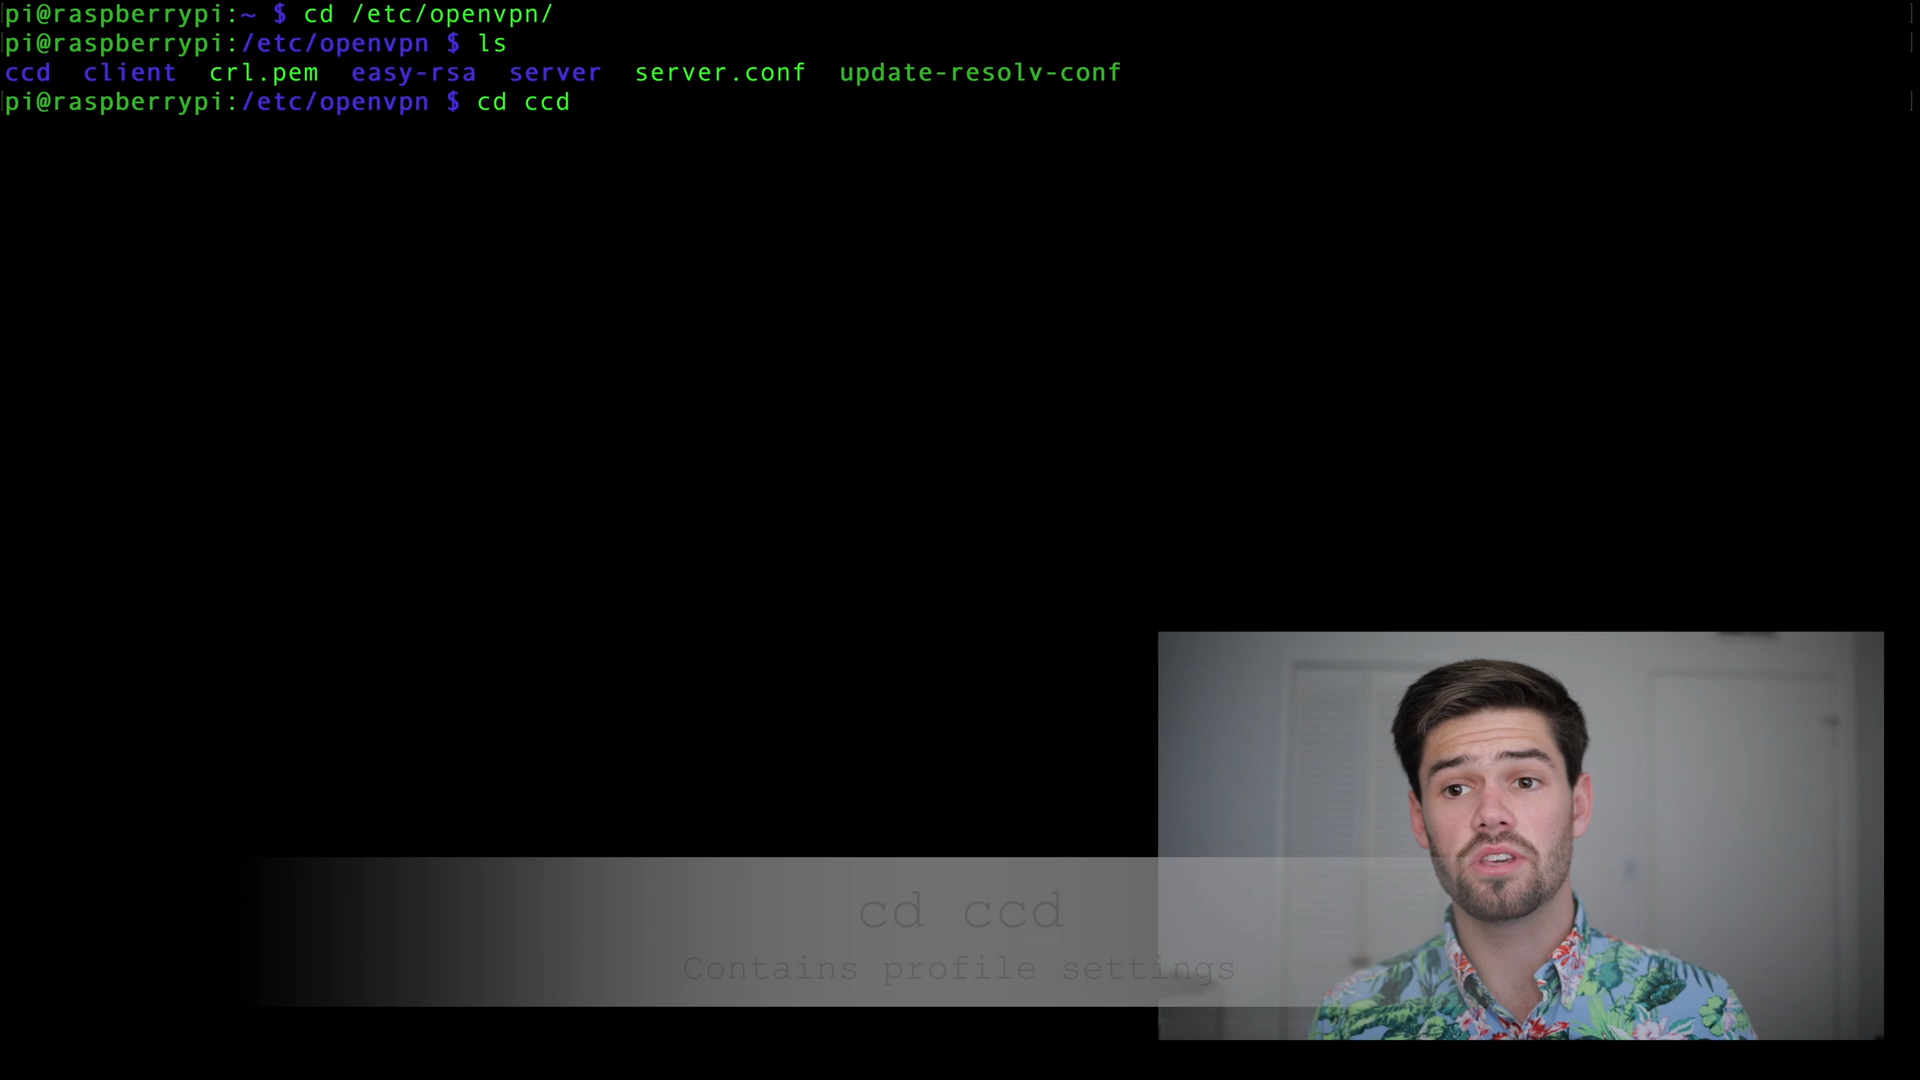 pi@raspberrypi:~ $ cd /etc/openvpn/
pi@raspberrypi:/etc/openvpn $ ls
ccd  client  crl.pem  easy-rsa  server  server.conf  update-resolv-conf
pi@raspberrypi:/etc/openvpn $ cd ccd
cd ccd
Contains profile settings